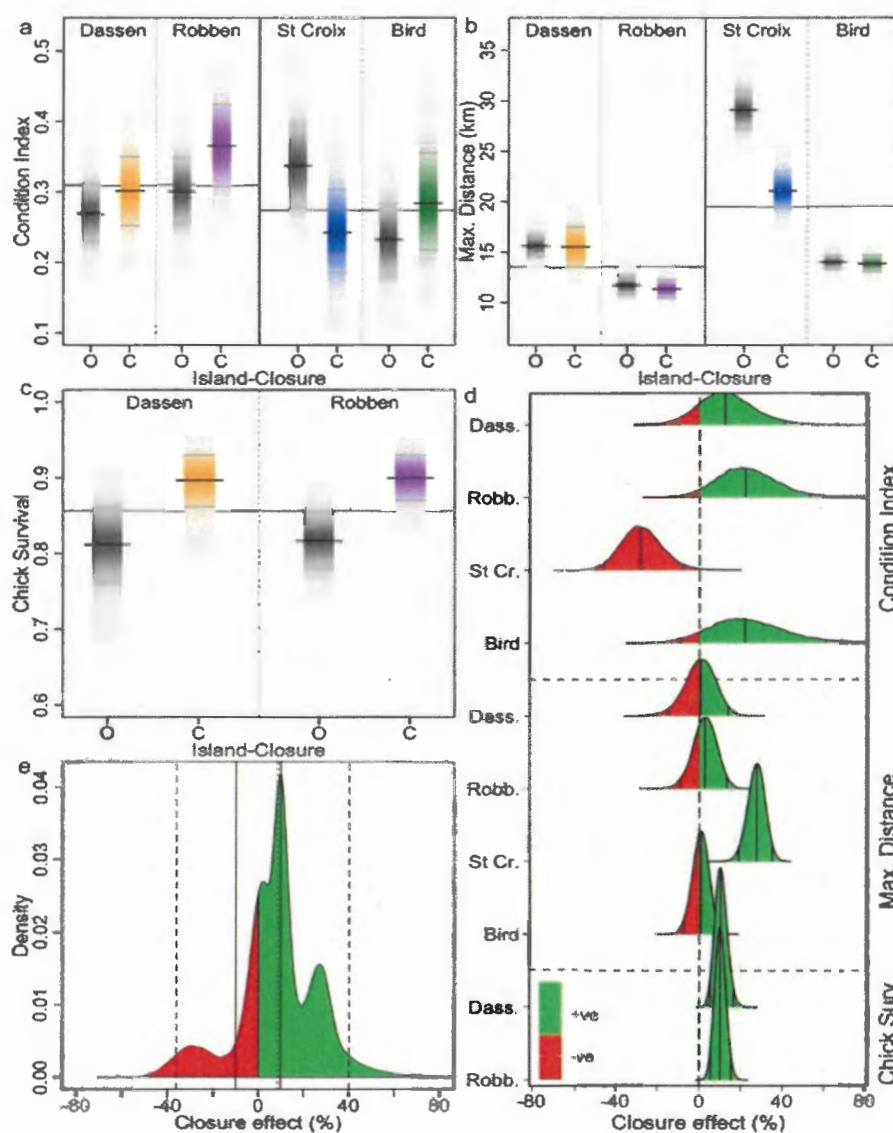 a
Dassen
Robben
St Croix
Bird
Condition Index
0.5
0.4
0.3
0.2
0.1
O
C
O
C
O
C
O
C
Island-Closure
b
Dassen
Robben
St Croix
Bird
Max. Distance (km)
35
30
25
20
15
10
O
C
O
C
O
C
O
C
Island-Closure
c
Dassen
Robben
Chick Survival
1.0
0.9
0.8
0.7
0.6
O
C
O
C
Island-Closure
d
Dass.
Robb.
St Cr.
Bird
Condition Index
Dass.
Robb.
St Cr.
Bird
Max. Distance
Dass.
Robb.
Chick Surv.
+ve
-ve
-80
-40
0
40
80
Closure effect (%)
e
Density
0.04
0.03
0.02
0.01
0.00
-80
-40
0
40
80
Closure effect (%)